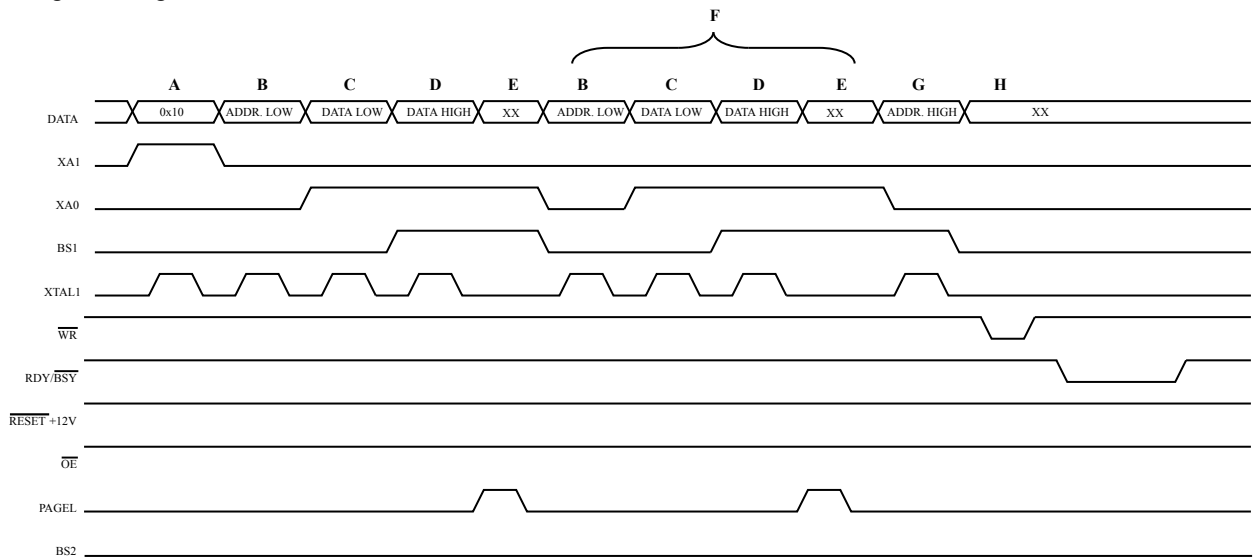 F
A B C D E B C D E G H
DATA 0x10 ADDR. LOW DATA LOW DATA HIGH XX ADDR. LOW DATA LOW DATA HIGH XX ADDR. HIGH XX
XA1
XA0
BS1
XTAL1
WR
RDY/BSY
RESET +12V
OE
PAGEL
BS2